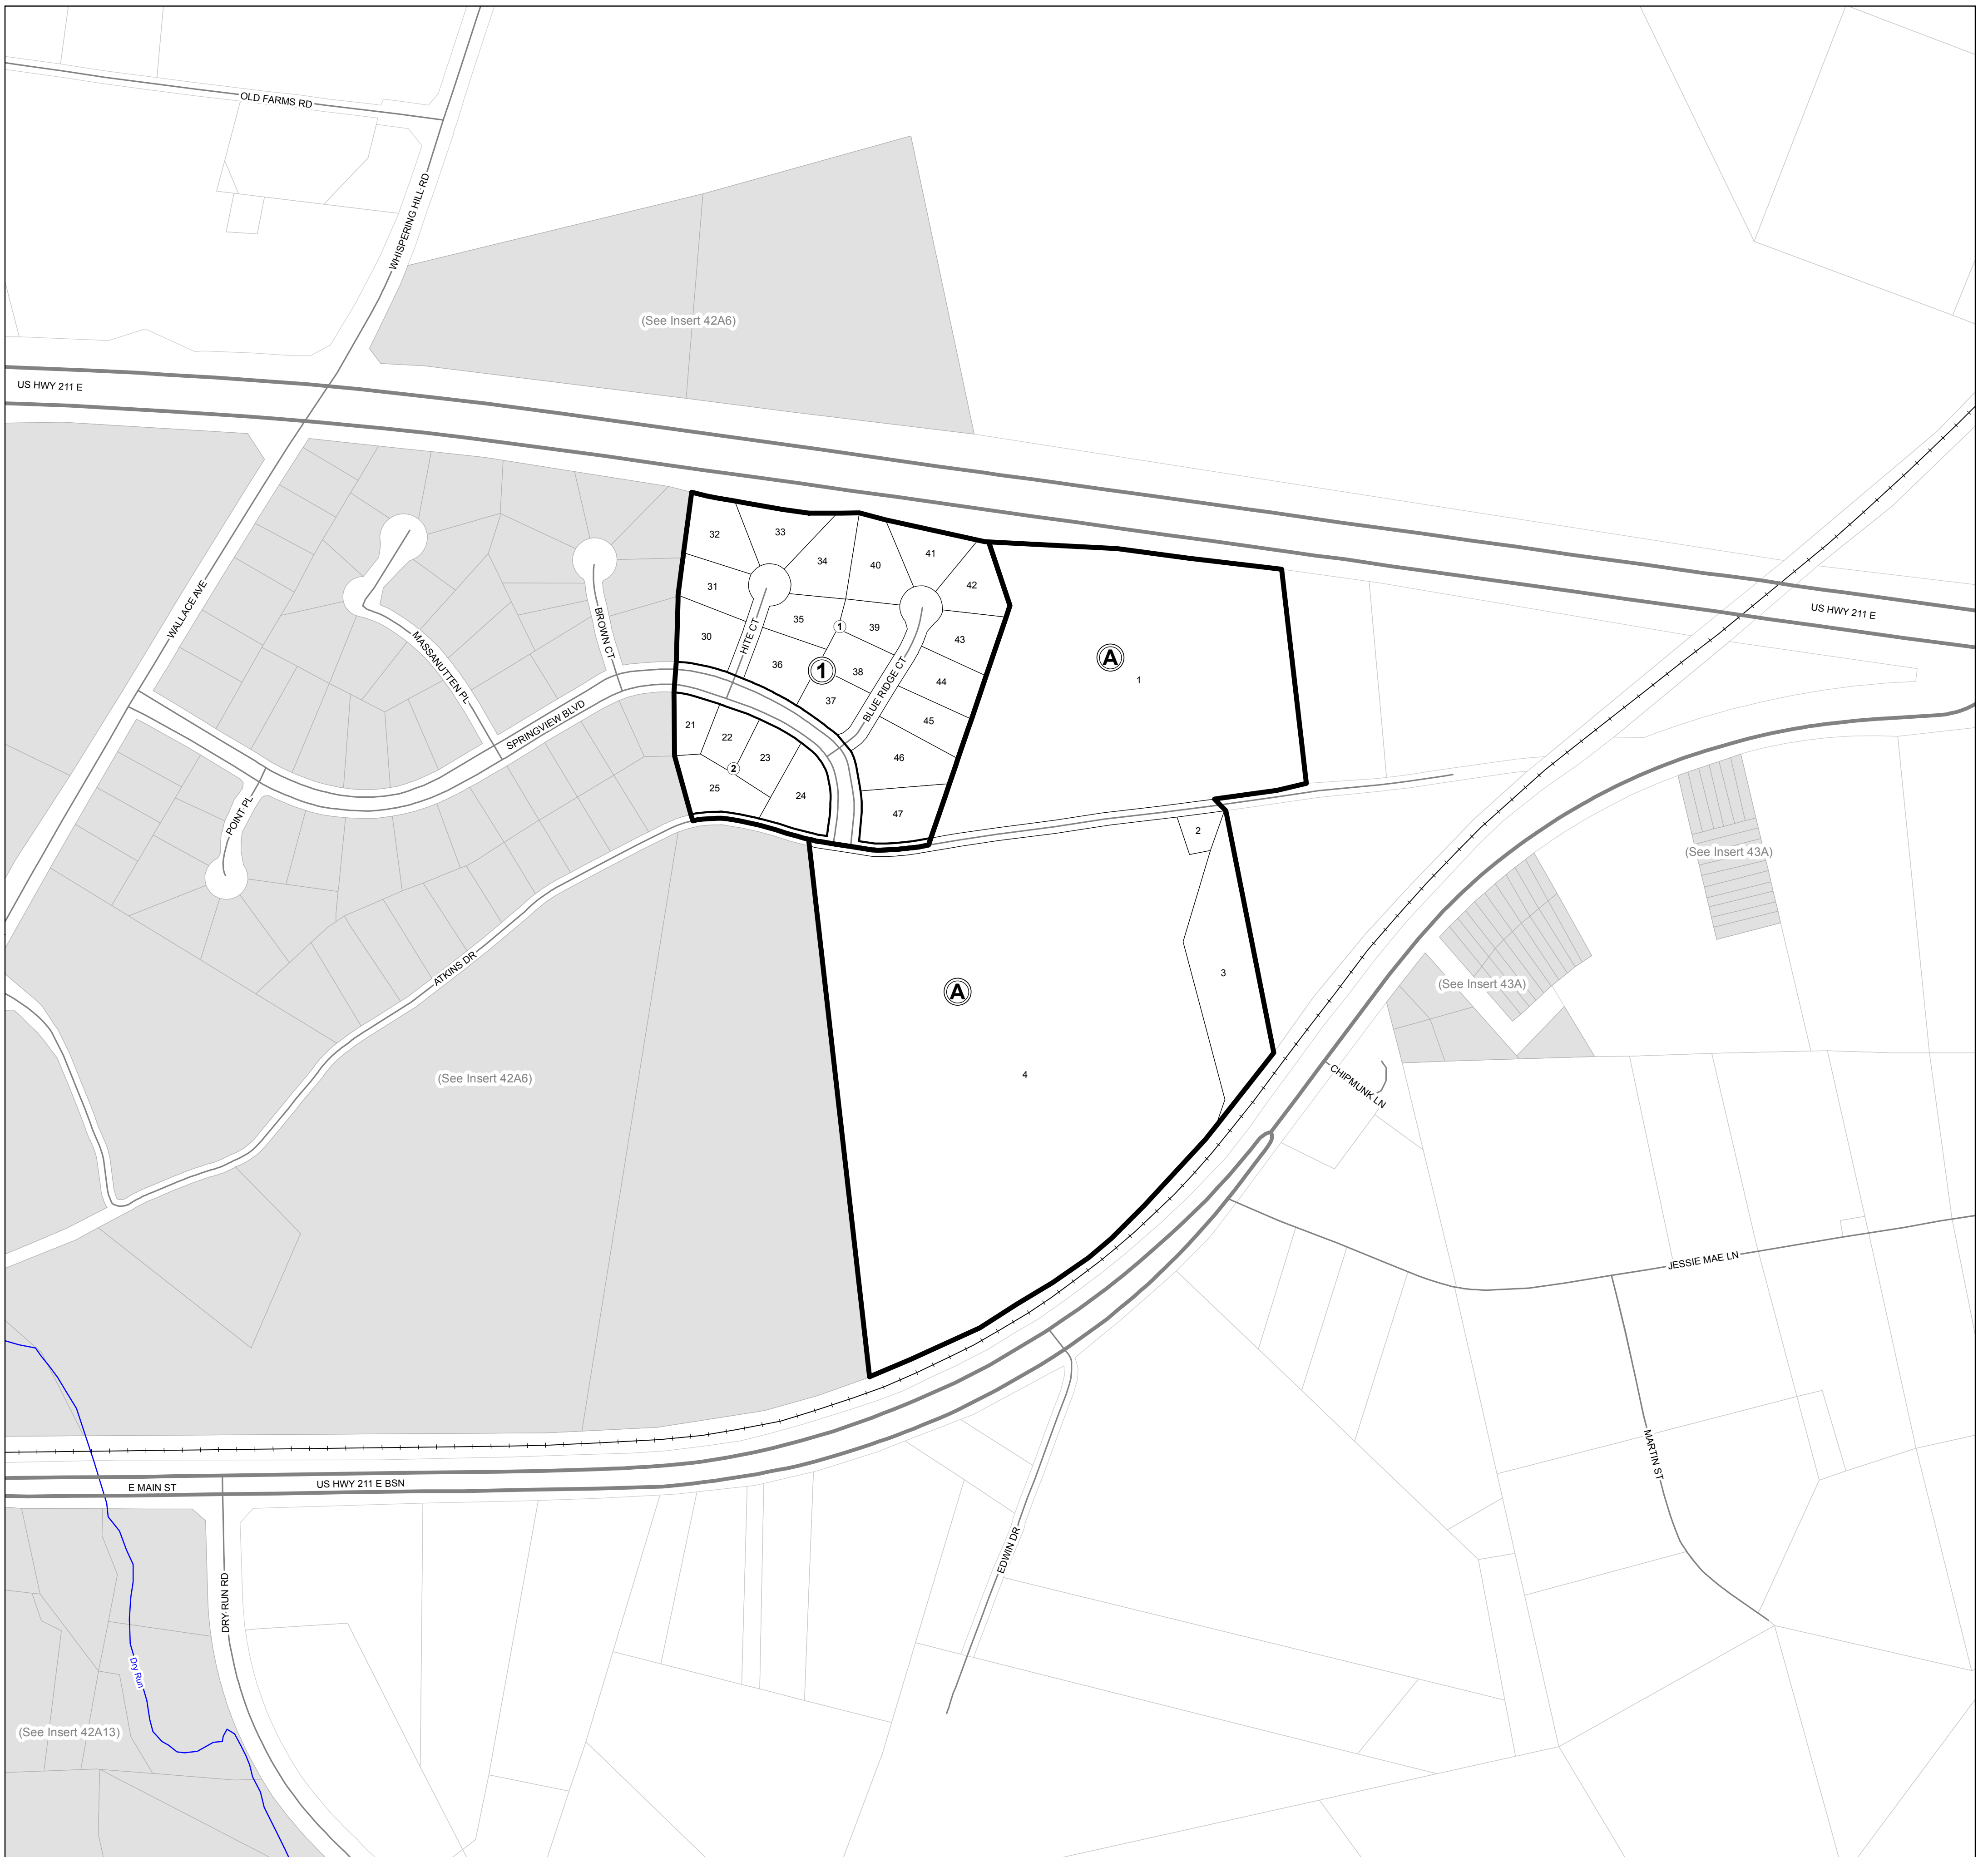 OLD FARMS RD
WHISPERING HILL RD
(See Insert 42A6)
US HWY 211 E
US HWY 211 E
WALLACE AVE
MASSANUTTEN PL
BROWN CT
SPRINGVIEW BLVD
POINT PL
ATKINS DR
HITE CT
BLUE RIDGE CT
32
33
34
40
41
42
31
35
1
39
43
30
36
1
38
44
37
45
21
22
23
46
2
25
24
47
A
1
2
3
A
4
(See Insert 43A)
(See Insert 43A)
(See Insert 42A6)
CHIPMUNK LN
JESSIE MAE LN
MARTIN ST
E MAIN ST
US HWY 211 E BSN
EDWIN DR
DRY RUN RD
Dry Run
(See Insert 42A13)